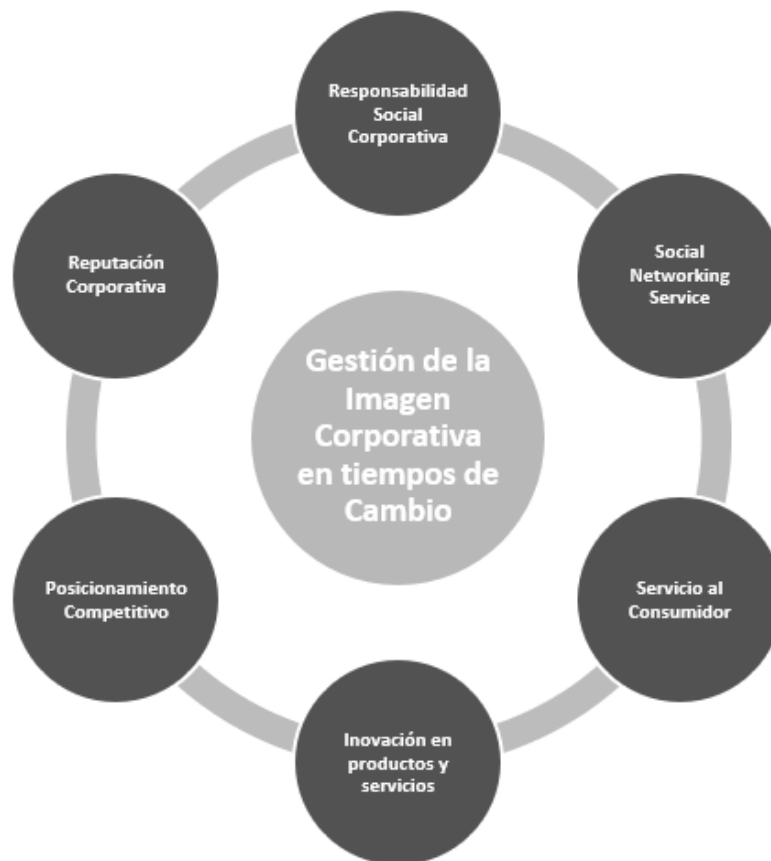 Responsabilidad
Social
Corporativa
Social
Networking
Service
Reputación
Corporativa
Gestión de la
Imagen
Corporativa
en tiempos de
Cambio
Posicionamiento
Competitivo
Servicio al
Consumidor
Inovación en
productos y
servicios